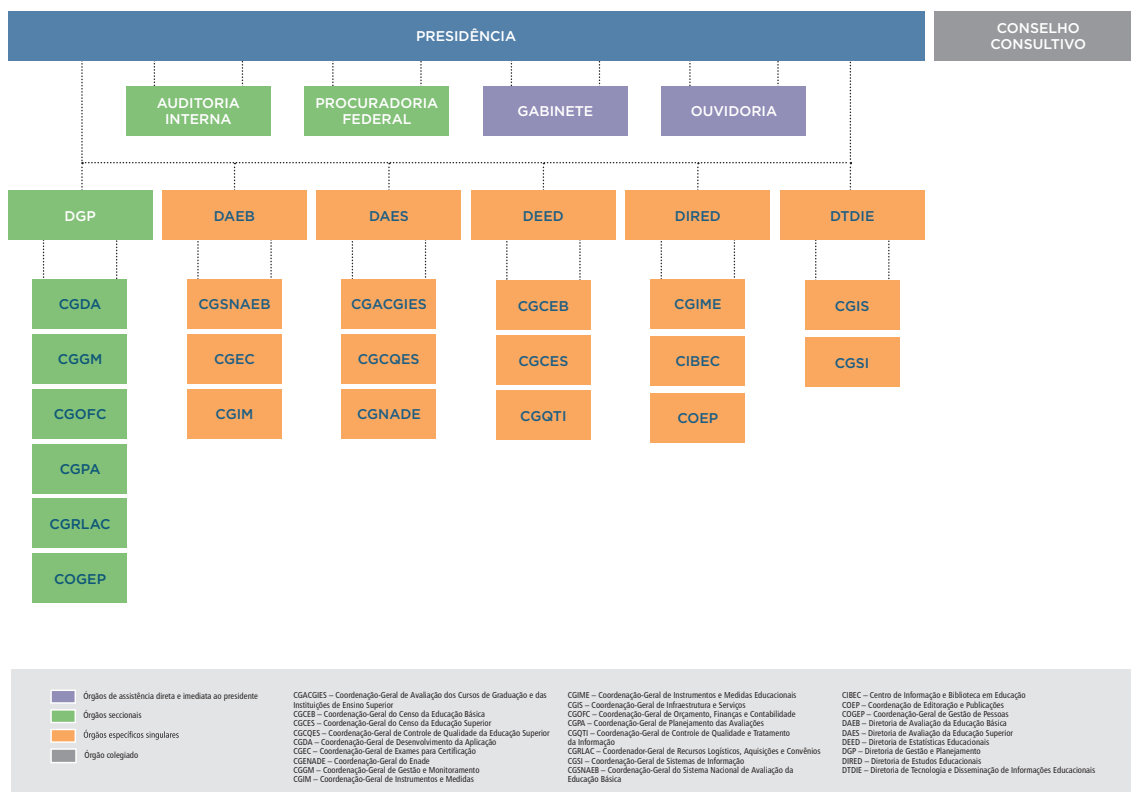 PRESIDÊNCIA
CONSELHO
CONSULTIVO
AUDITORIA
INTERNA
PROCURADORIA
FEDERAL
GABINETE
OUVIDORIA
DGP
DAEB
DAES
DEED
DIRED
DTDIE
CGDA
CGGM
CGOFC
CGPA
CGRLAC
COGEP
CGSNAEB
CGEC
CGIM
CGACGIES
CGCQES
CGNADE
CGCEB
CGCES
CGQTI
CGIME
CIBEC
COEP
CGIS
CGSI
Órgãos de assistência direta e imediata ao presidente
Órgãos seccionais
Órgãos específicos singulares
Órgão colegiado
CGACGIES – Coordenação-Geral de Avaliação dos Cursos de Graduação e das
Instituições de Ensino Superior
CGCEB – Coordenação-Geral do Censo da Educação Básica
CGCES – Coordenação-Geral do Censo da Educação Superior
CGCQES – Coordenação-Geral de Controle de Qualidade da Educação Superior
CGDA – Coordenação-Geral de Desenvolvimento da Aplicação
CGEC – Coordenação-Geral de Exames para Certificação
CGENADE – Coordenação-Geral do Enade
CGGM – Coordenação-Geral de Gestão e Monitoramento
CGIM – Coordenação-Geral de Instrumentos e Medidas
CGIME – Coordenação-Geral de Instrumentos e Medidas Educacionais
CGIS – Coordenação-Geral de Infraestrutura e Serviços
CGOFC – Coordenação-Geral de Orçamento, Finanças e Contabilidade
CGPA – Coordenação-Geral de Planejamento das Avaliações
CGQTI – Coordenação-Geral de Controle de Qualidade e Tratamento
da Informação
CGRLAC – Coordenador-Geral de Recursos Logísticos, Aquisições e Convênios
CGSI – Coordenação-Geral de Sistemas de Informação
CGSNAEB – Coordenação-Geral do Sistema Nacional de Avaliação da
Educação Básica
CIBEC – Centro de Informação e Biblioteca em Educação
COEP – Coordenação de Editoração e Publicações
COGEP – Coordenação-Geral de Gestão de Pessoas
DAEB – Diretoria de Avaliação da Educação Básica
DAES – Diretoria de Avaliação da Educação Superior
DEED – Diretoria de Estatísticas Educacionais
DGP – Diretoria de Gestão e Planejamento
DIRED – Diretoria de Estudos Educacionais
DTDIE – Diretoria de Tecnologia e Disseminação de Informações Educacionais